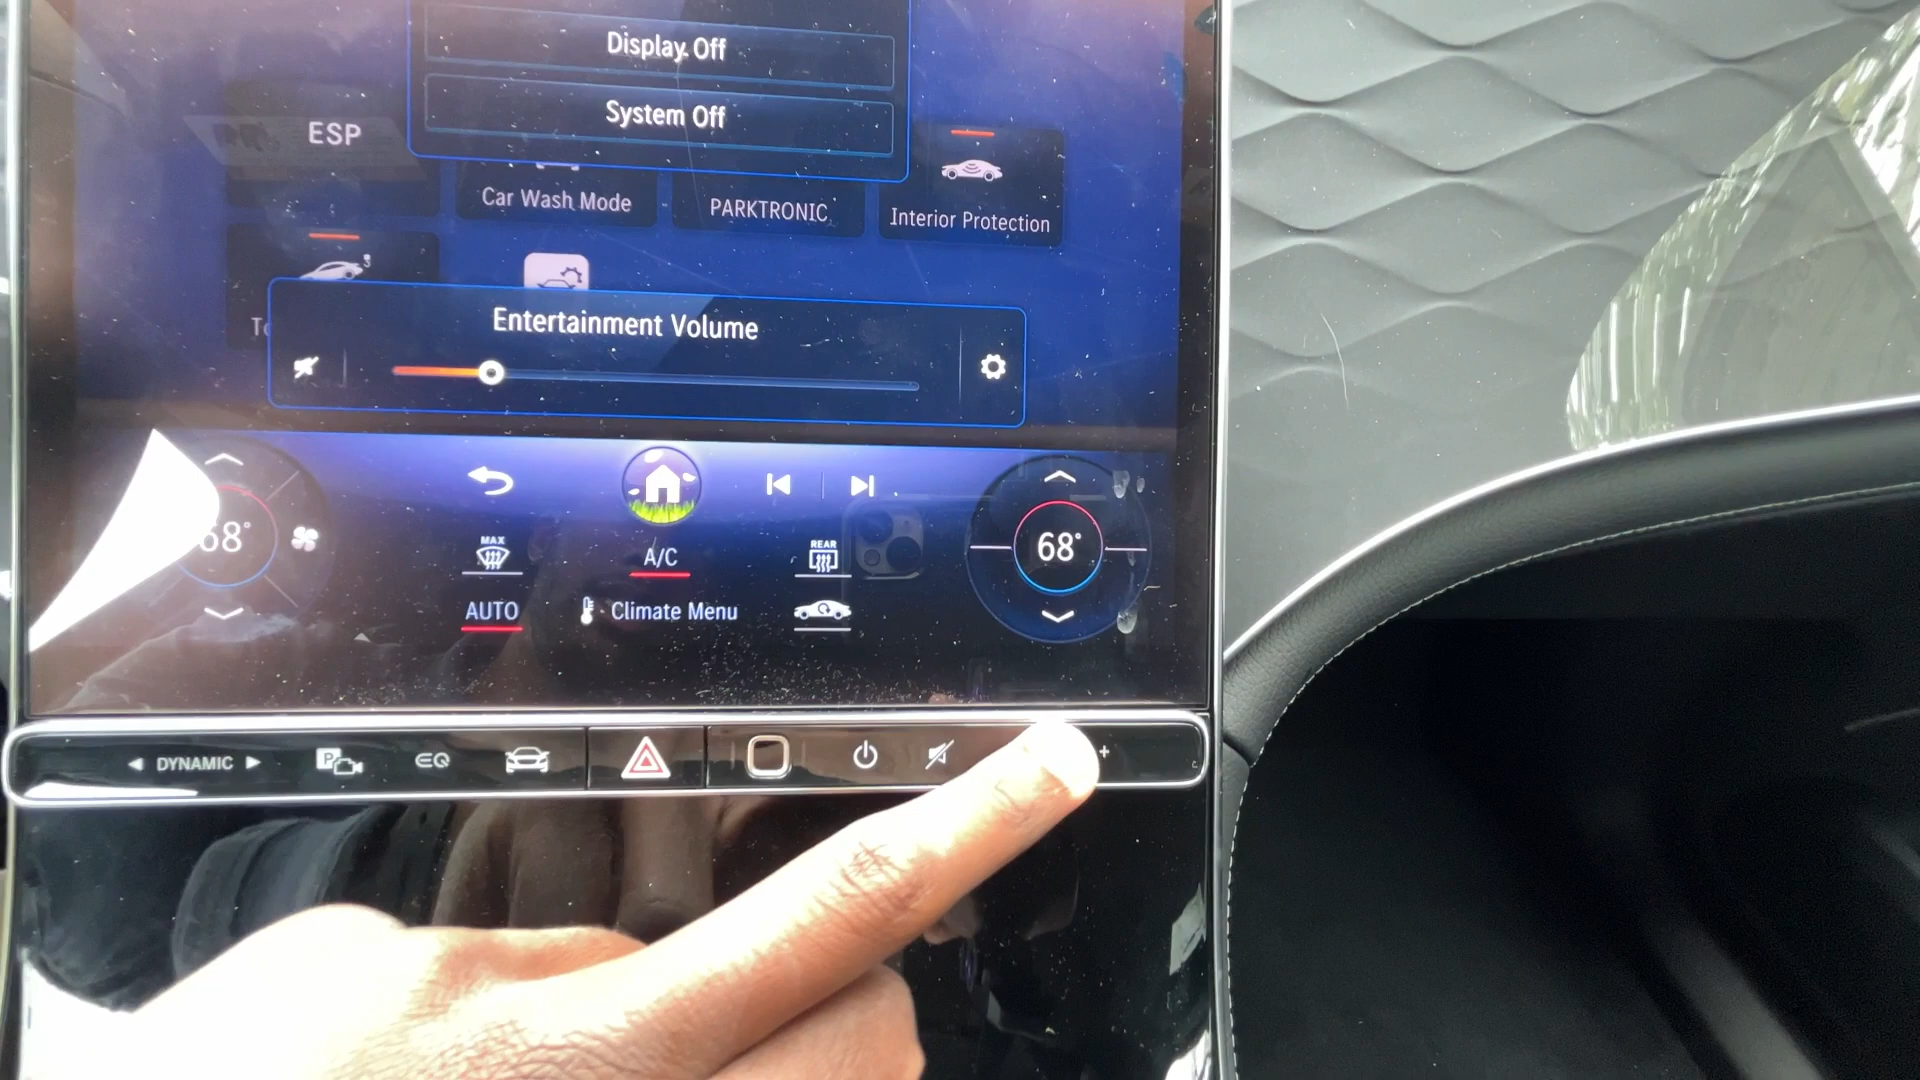 Display Off
System Off
ESP
Car Wash Mode
PARKTRONIC
Interior Protection
Entertainment Volume
68°
MAX
A/C
REAR
68°
AUTO
Climate Menu
DYNAMIC
P
EQ
+